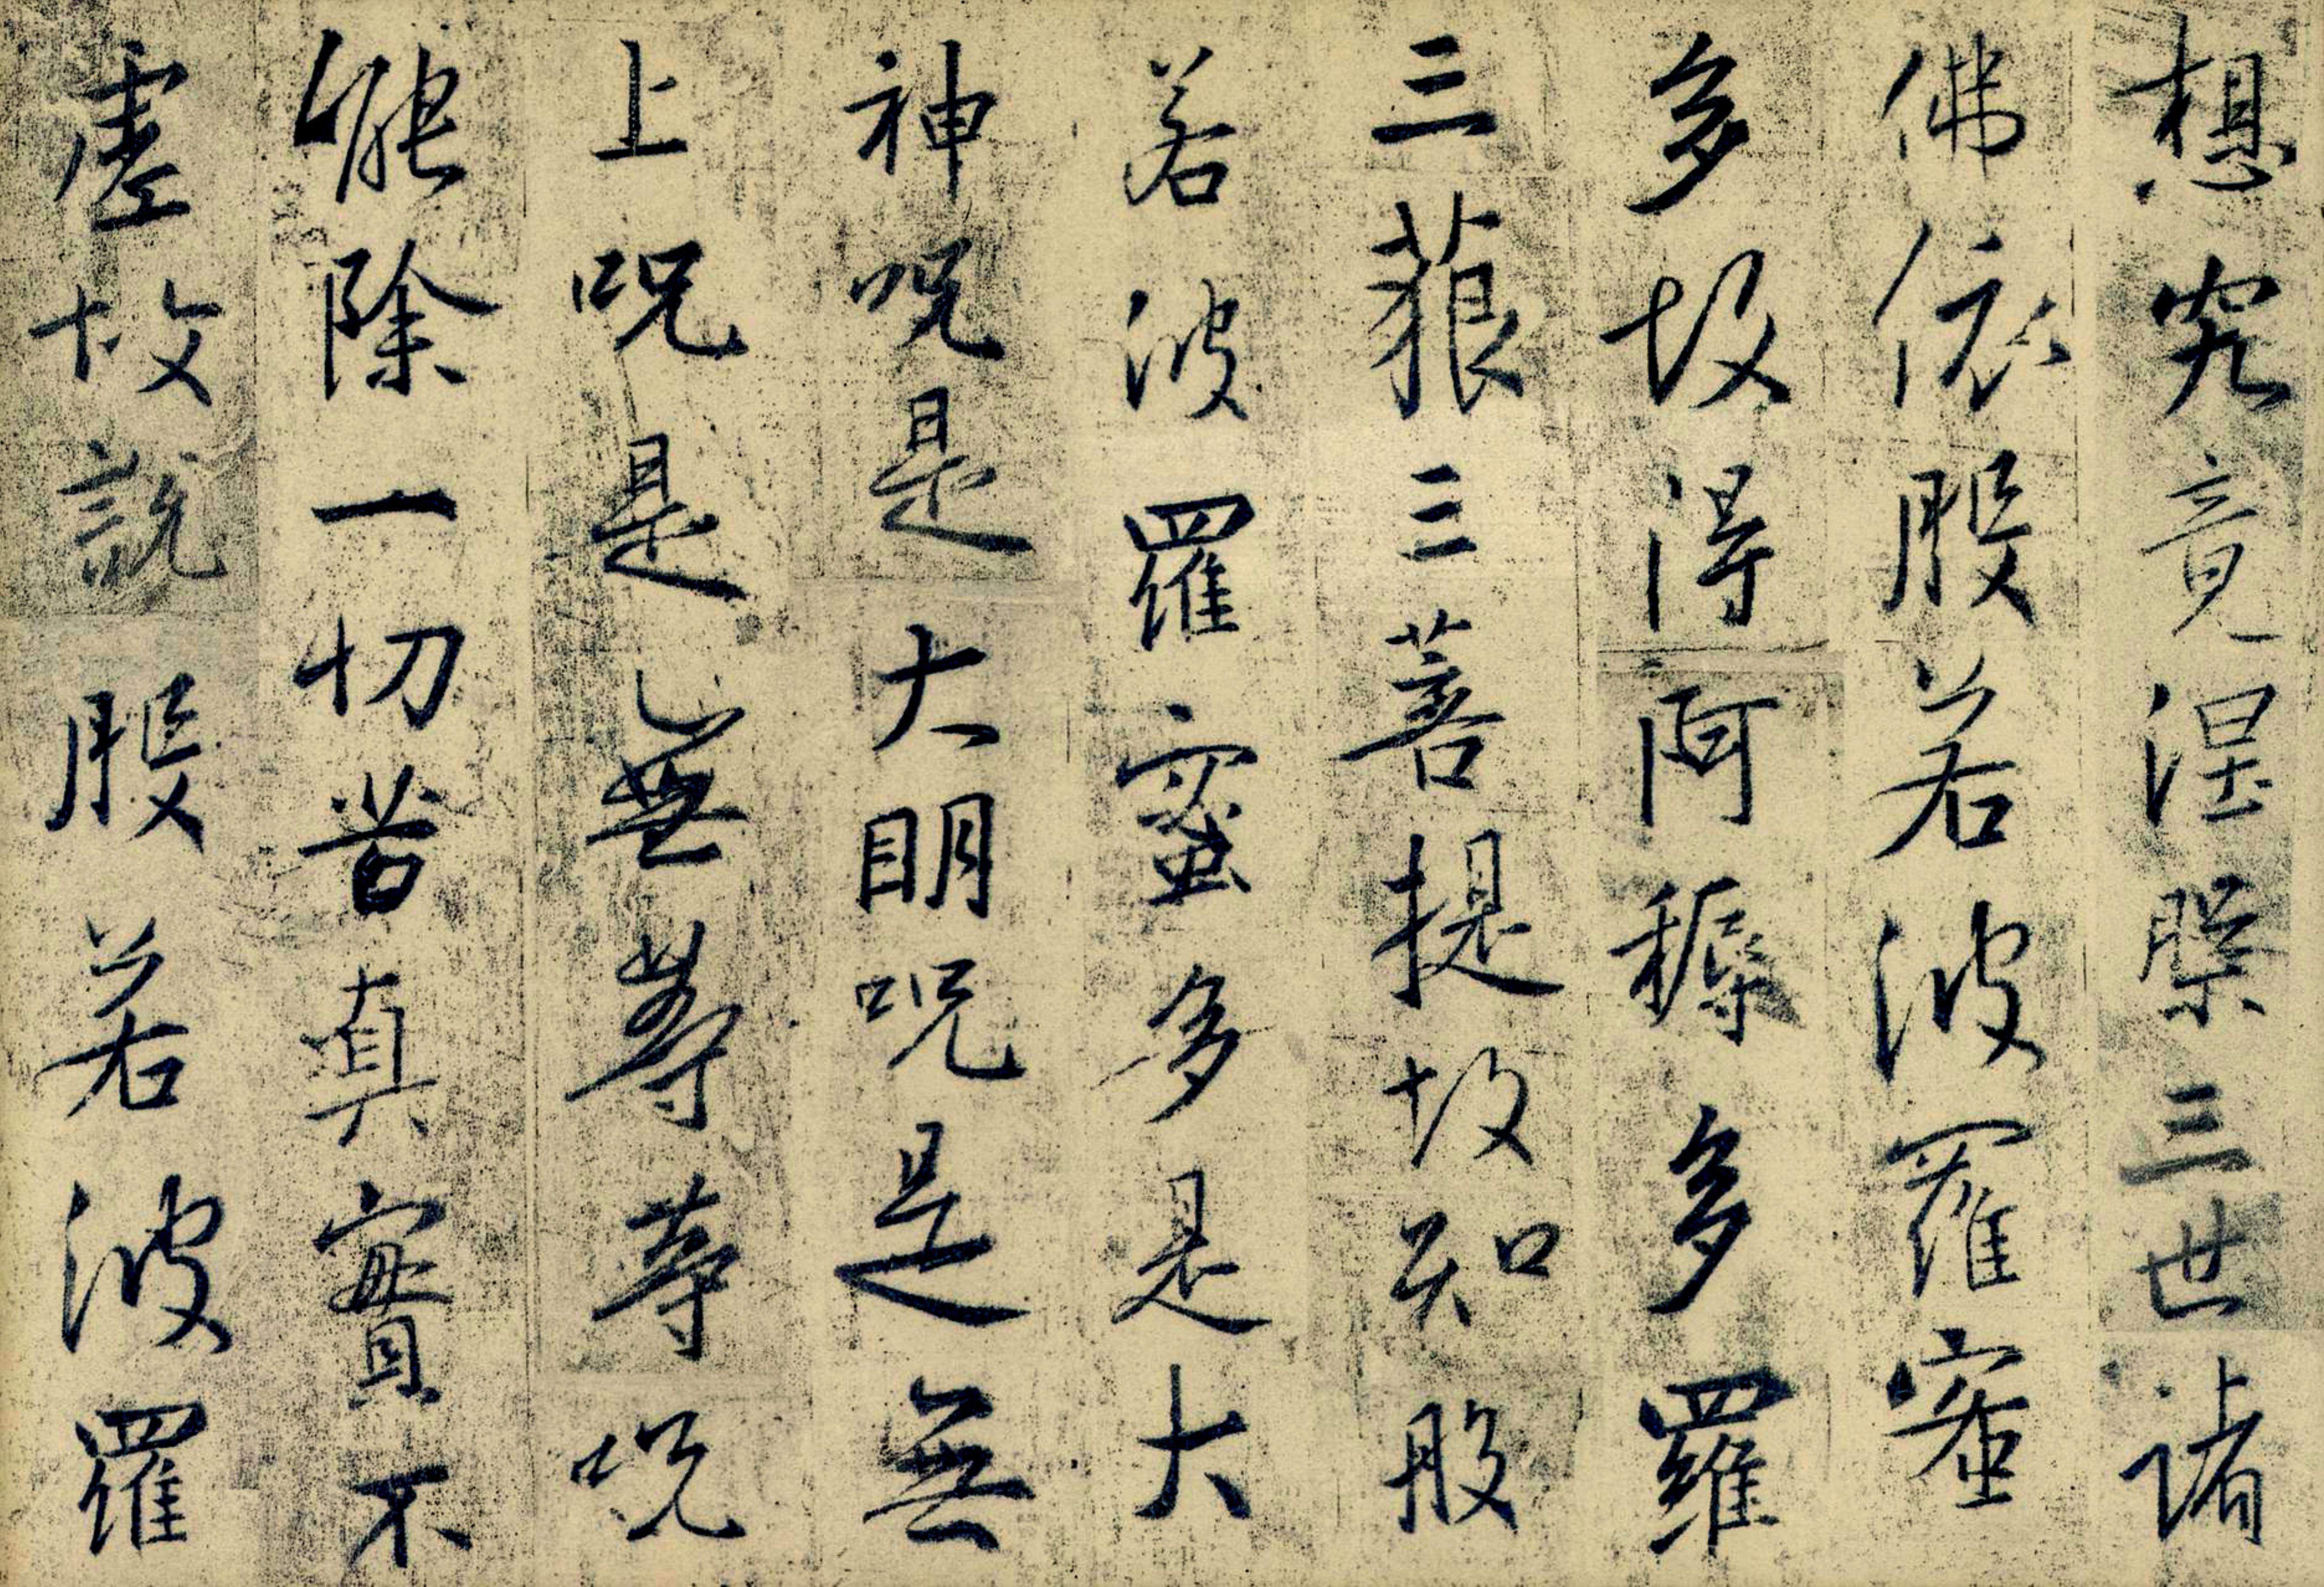 想究竟涅槃三世諸
佛依般若波羅蜜
多故得阿耨多羅
三藐三菩提故知般
若波羅蜜多是大
神呪是大明呪是無
上呪是無等等呪
能除一切苦真實不
虛故說般若波羅